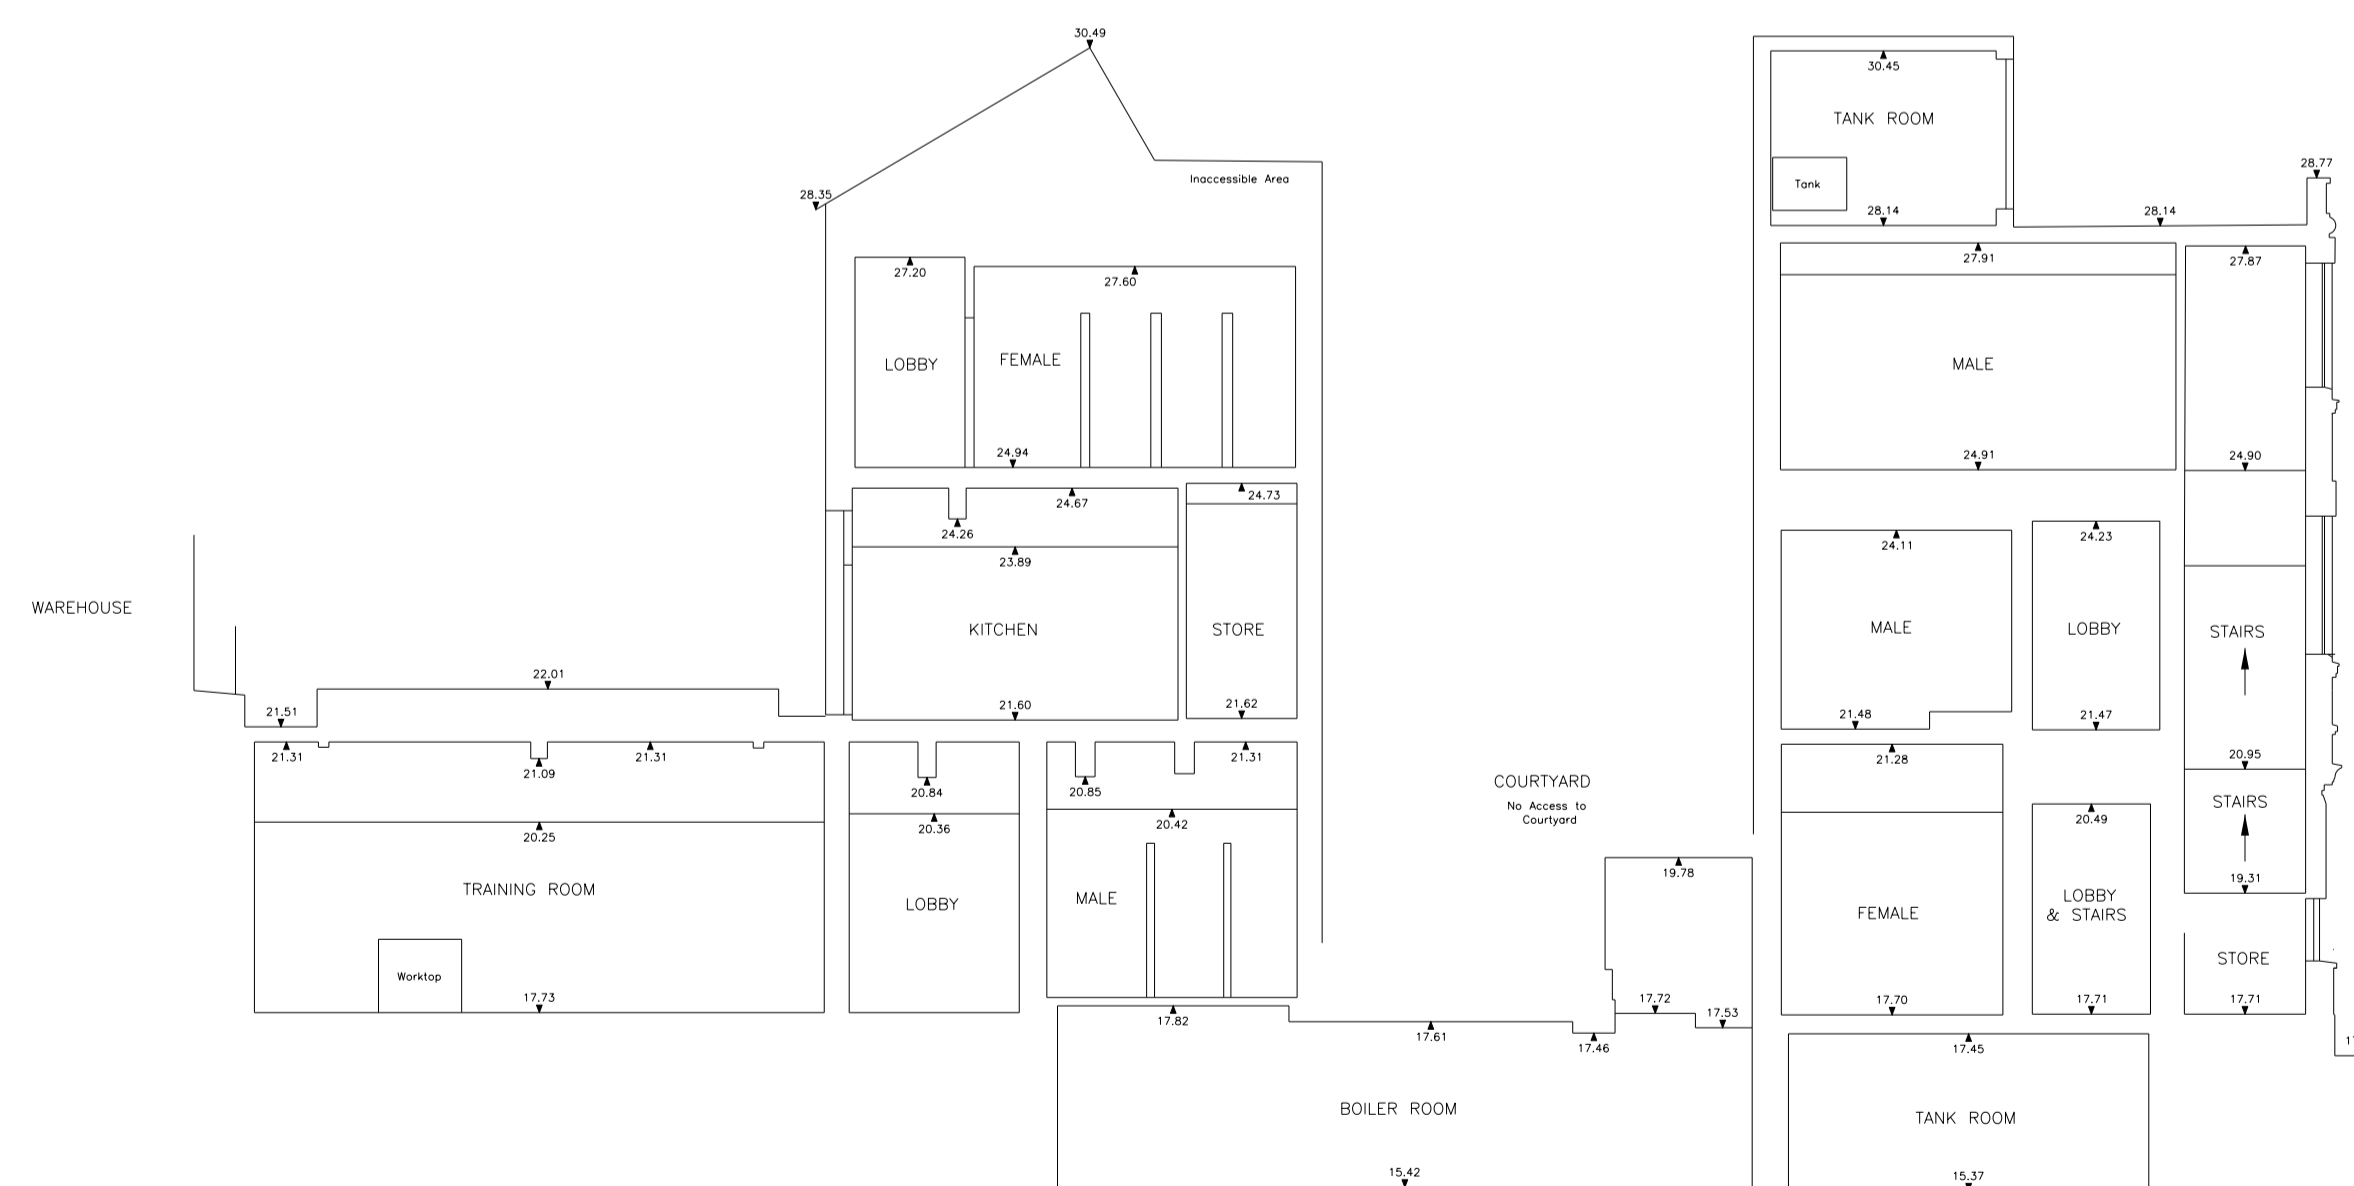 30.49
30.45
TANK ROOM
Inaccessible Area
28.77
Tank
28.35
28.14
28.14
27.20
27.60
27.91
27.87
LOBBY
FEMALE
MALE
24.94
24.91
24.90
24.67
24.73
24.26
23.89
24.11
24.23
WAREHOUSE
KITCHEN
STORE
MALE
LOBBY
STAIRS
22.01
21.51
21.60
21.62
21.48
21.47
21.31
21.09
21.31
20.84
20.85
21.31
21.28
20.95
COURTYARD
No Access to
Courtyard
STAIRS
20.25
20.36
20.42
20.49
19.78
19.31
TRAINING ROOM
LOBBY
MALE
FEMALE
LOBBY
& STAIRS
STORE
Worktop
17.73
17.72
17.53
17.70
17.71
17.71
17.82
17.61
17.46
17.45
BOILER ROOM
TANK ROOM
15.42
15.37